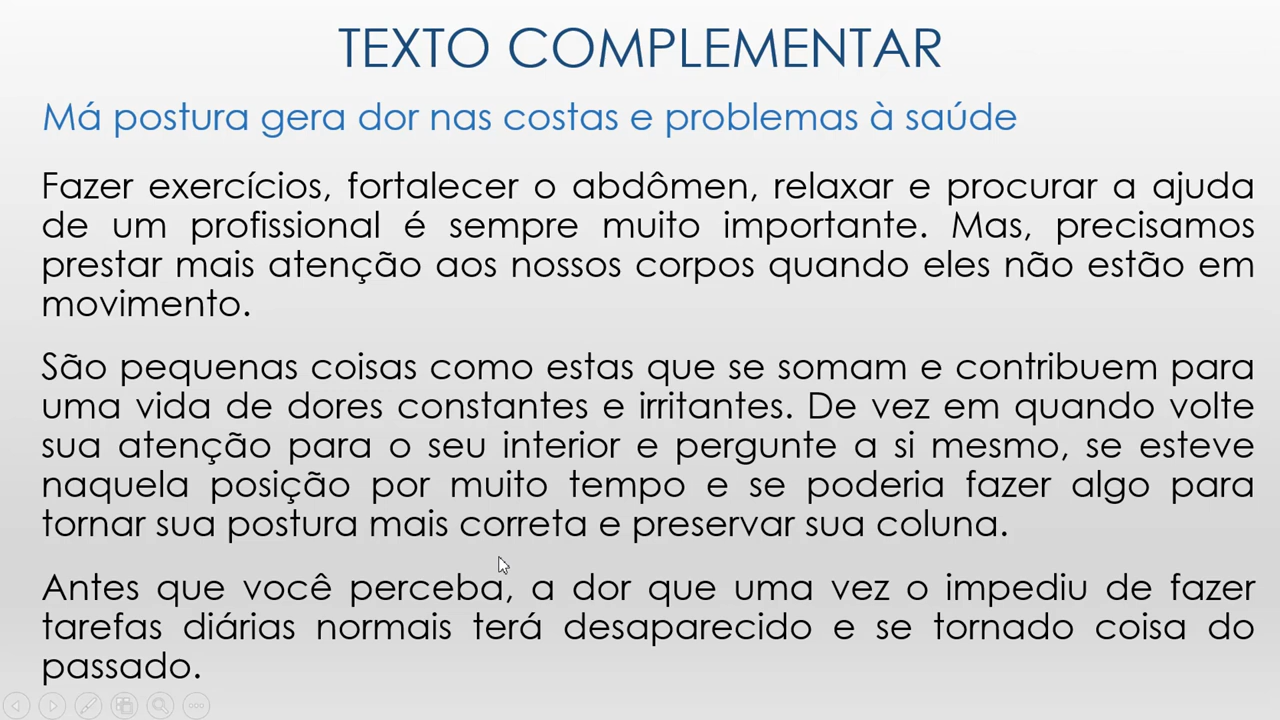 TEXTO COMPLEMENTAR
Má postura gera dor nas costas e problemas à saúde
Fazer exercícios, fortalecer o abdômen, relaxar e procurar a ajuda
de um profissional é sempre muito importante. Mas, precisamos
prestar mais atenção aos nossos corpos quando eles não estão em
movimento.
São pequenas coisas como estas que se somam e contribuem para
uma vida de dores constantes e irritantes. De vez em quando volte
sua atenção para o seu interior e pergunte a si mesmo, se esteve
naquela posição por muito tempo e se poderia fazer algo para
tornar sua postura mais correta e preservar sua coluna.
Antes que você perceba, a dor que uma vez o impediu de fazer
tarefas diárias normais terá desaparecido e se tornado coisa do
passado.